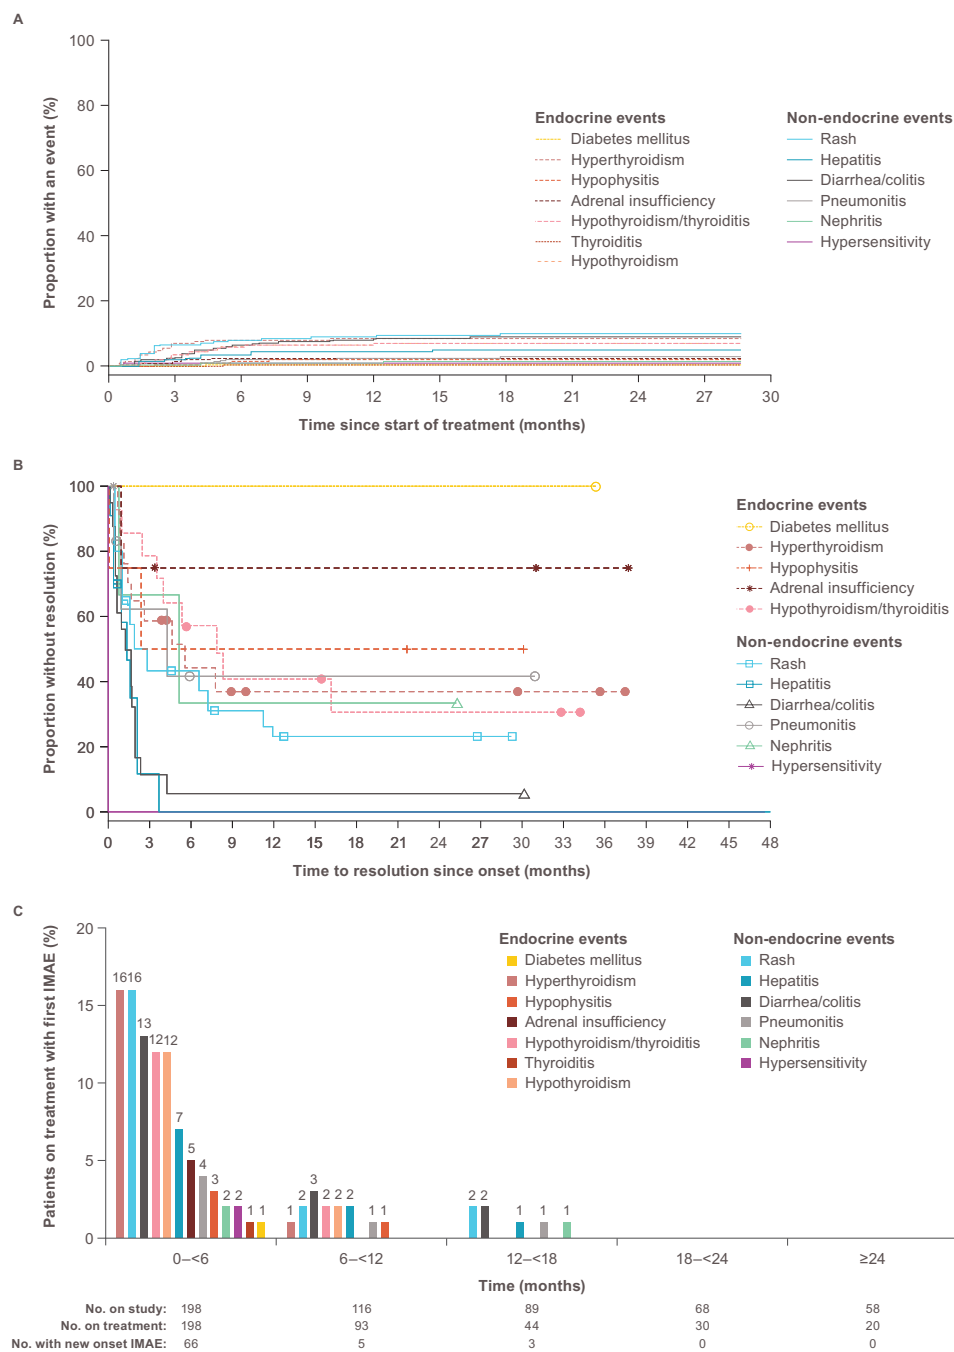 A
100
80
60
40
20
0
Proportion with an event (%)
0 3 6 9 12 15 18 21 24 27 30
Time since start of treatment (months)
Endocrine events
Diabetes mellitus
Hyperthyroidism
Hypophysitis
Adrenal insufficiency
Hypothyroidism/thyroiditis
Thyroiditis
Hypothyroidism
Non-endocrine events
Rash
Hepatitis
Diarrhea/colitis
Pneumonitis
Nephritis
Hypersensitivity
B
100
80
60
40
20
0
Proportion without resolution (%)
0 3 6 9 12 15 18 21 24 27 30 33 36 39 42 45 48
Time to resolution since onset (months)
Endocrine events
Diabetes mellitus
Hyperthyroidism
Hypophysitis
Adrenal insufficiency
Hypothyroidism/thyroiditis
Non-endocrine events
Rash
Hepatitis
Diarrhea/colitis
Pneumonitis
Nephritis
Hypersensitivity
C
20
15
10
5
0
Patients on treatment with first IMAE (%)
Endocrine events
Diabetes mellitus
Hyperthyroidism
Hypophysitis
Adrenal insufficiency
Hypothyroidism/thyroiditis
Thyroiditis
Hypothyroidism
Non-endocrine events
Rash
Hepatitis
Diarrhea/colitis
Pneumonitis
Nephritis
Hypersensitivity
16 16 13 12 12 7 5 4 3 2 2 1 1
1 2 3 2 2 2 1 1
2 2 1 1 1
0–<6 6–<12 12–<18 18–<24 ≥24
Time (months)
No. on study: 198 116 89 68 58
No. on treatment: 198 93 44 30 20
No. with new onset IMAE: 66 5 3 0 0